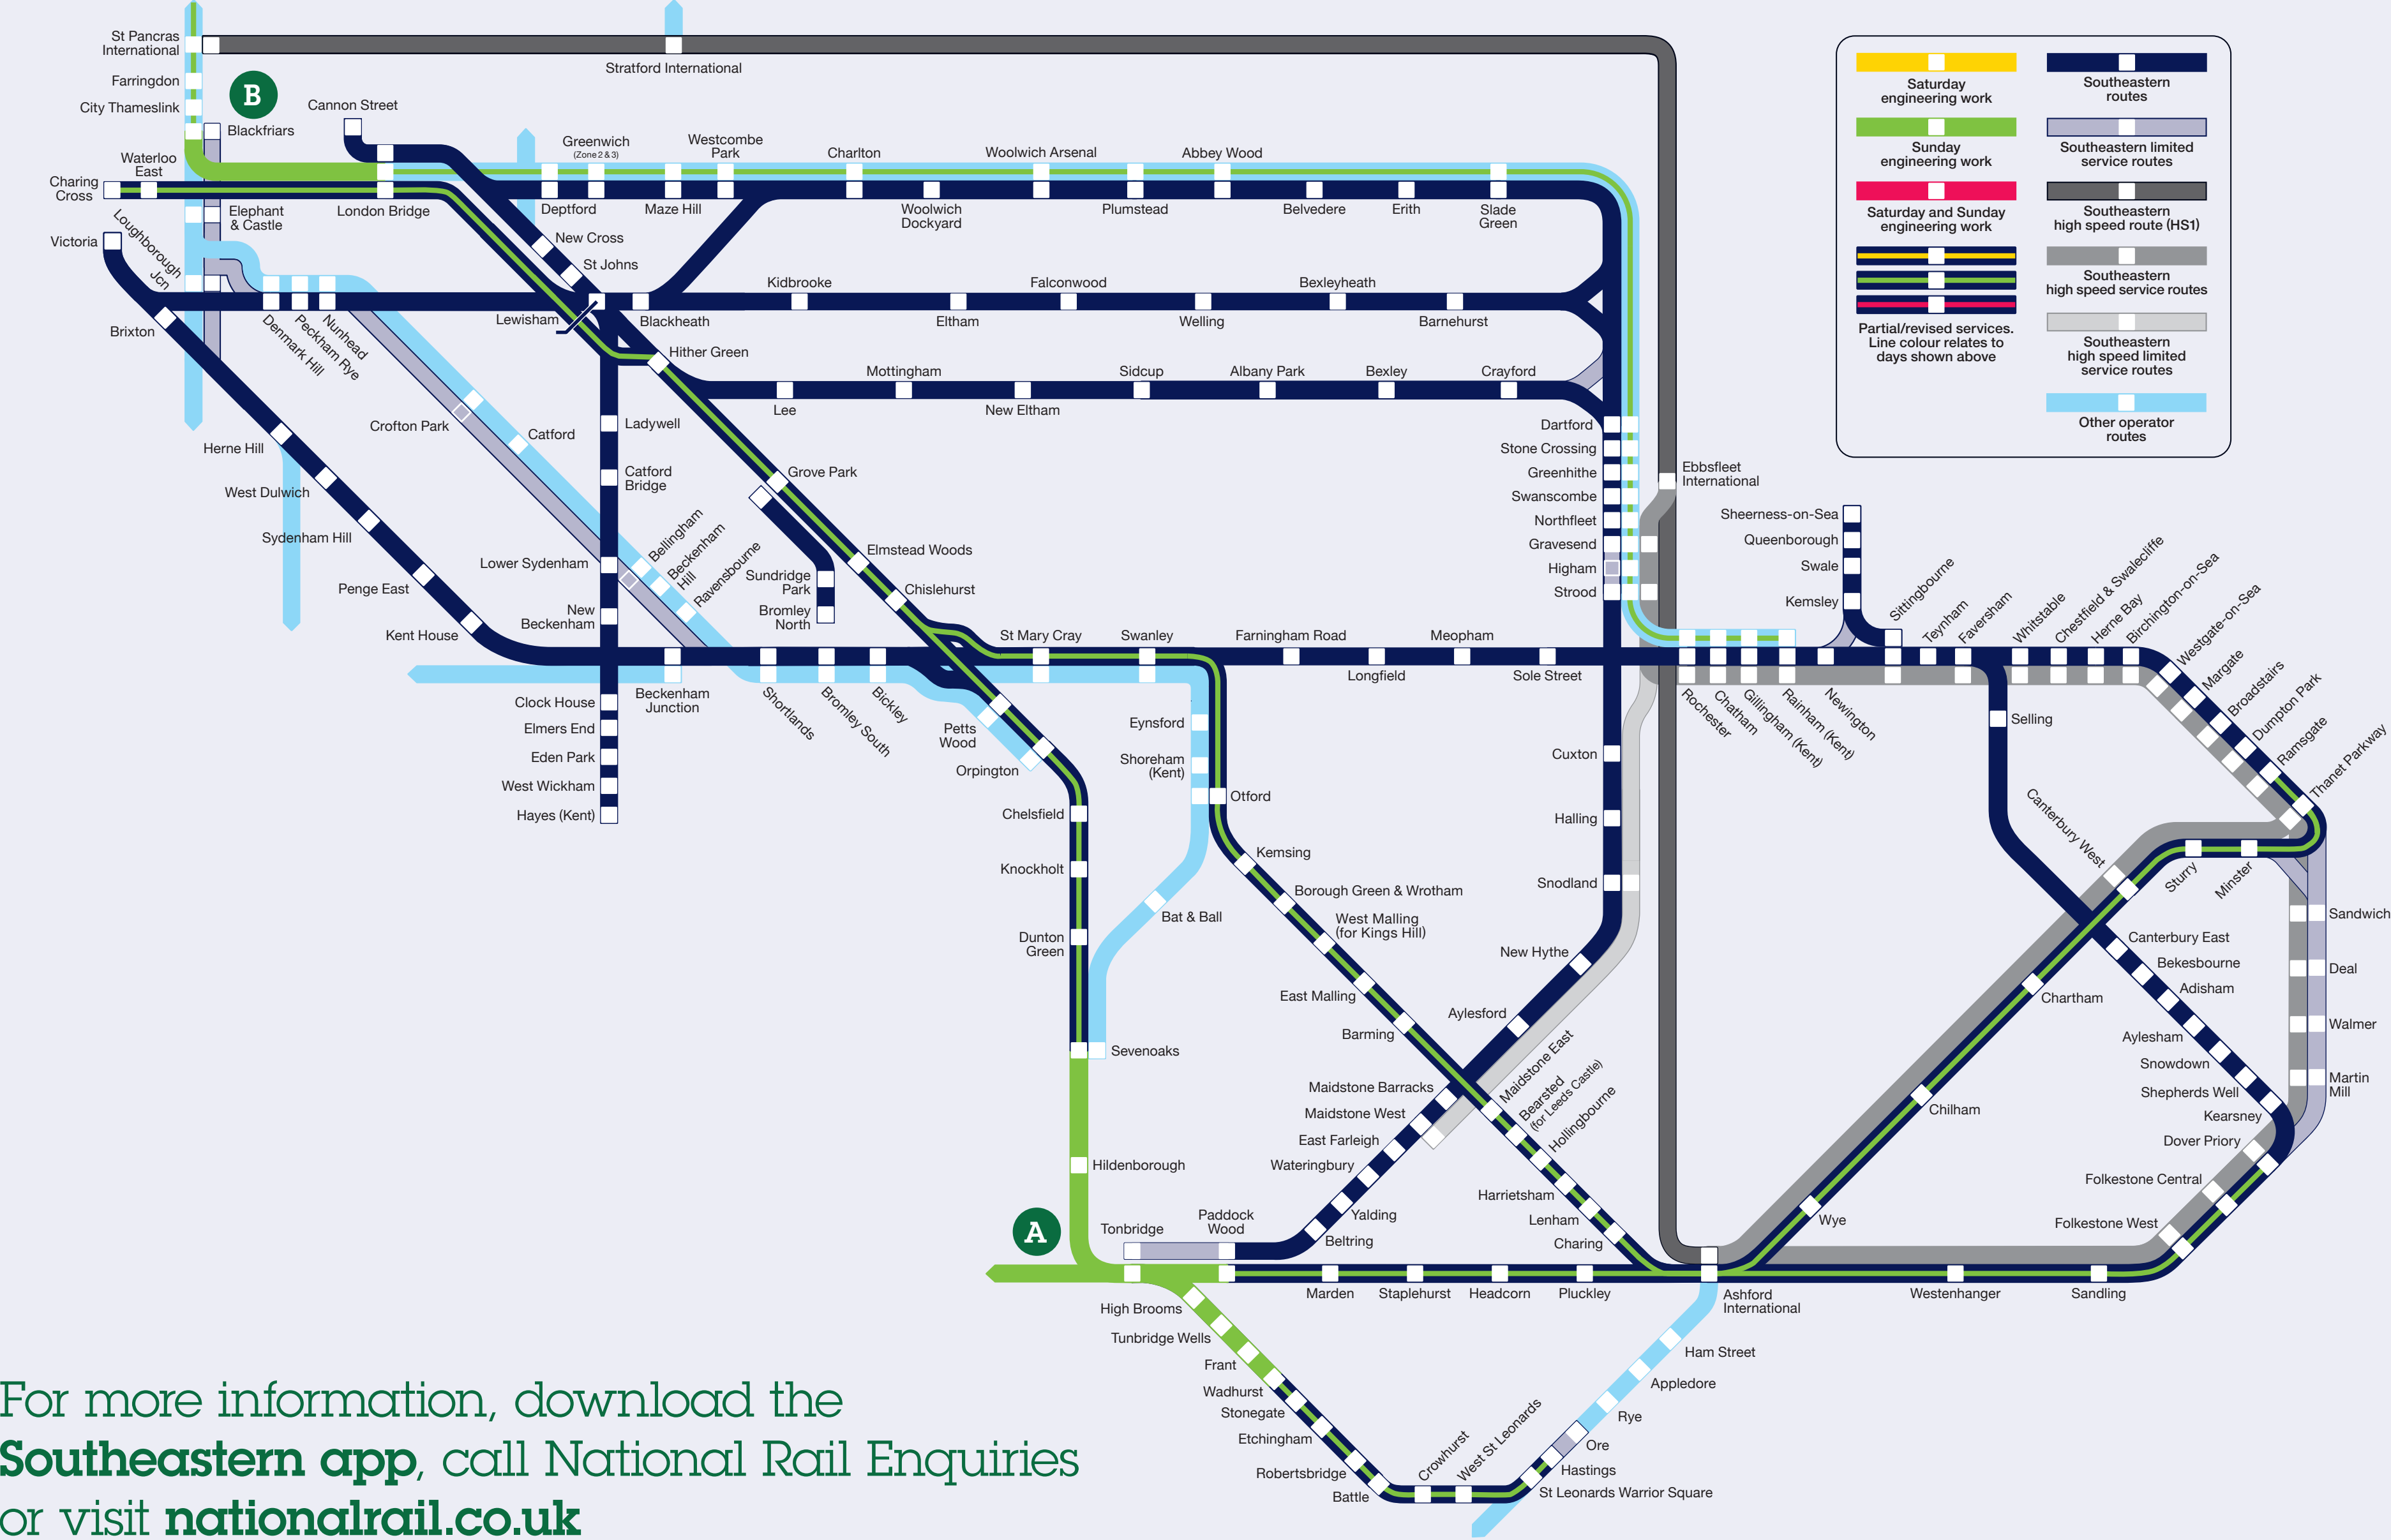 St Pancras
International
Farringdon
City Thameslink
B
Blackfriars
Cannon Street
Stratford International
Waterloo
East
Charing
Cross
Elephant
& Castle
London Bridge
Victoria
Loughborough
Jcn
Brixton
Greenwich
(Zone 2 & 3)
Westcombe
Park
Charlton
Woolwich Arsenal
Abbey Wood
Deptford
Maze Hill
Woolwich
Dockyard
Plumstead
Belvedere
Erith
Slade
Green
New Cross
St Johns
Lewisham
Blackheath
Kidbrooke
Eltham
Falconwood
Welling
Bexleyheath
Barnehurst
Hither Green
Lee
Mottingham
New Eltham
Sidcup
Albany Park
Bexley
Crayford
Denmark Hill
Peckham Rye
Nunhead
Crofton Park
Catford
Herne Hill
West Dulwich
Sydenham Hill
Penge East
Kent House
Ladywell
Catford
Bridge
Lower Sydenham
New
Beckenham
Bellingham
Beckenham
Hill
Ravensbourne
Grove Park
Sundridge
Park
Bromley
North
Elmstead Woods
Chislehurst
Clock House
Elmers End
Eden Park
West Wickham
Hayes (Kent)
Beckenham
Junction
Shortlands
Bromley South
Bickley
Petts
Wood
Orpington
St Mary Cray
Swanley
Farningham Road
Longfield
Meopham
Sole Street
Dartford
Stone Crossing
Greenhithe
Swanscombe
Northfleet
Gravesend
Higham
Strood
Ebbsfleet
International
Saturday
engineering work
Sunday
engineering work
Saturday and Sunday
engineering work
Partial/revised services.
Line colour relates to
days shown above
Southeastern
routes
Southeastern limited
service routes
Southeastern
high speed route (HS1)
Southeastern
high speed service routes
Southeastern
high speed limited
service routes
Other operator
routes
Sheerness-on-Sea
Queenborough
Swale
Kemsley
Rochester
Chatham
Gillingham (Kent)
Rainham (Kent)
Newington
Sittingbourne
Teynham
Faversham
Whitstable
Chestfield & Swalecliffe
Herne Bay
Birchington-on-Sea
Westgate-on-Sea
Margate
Broadstairs
Dumpton Park
Ramsgate
Thanet Parkway
Selling
Eynsford
Shoreham
(Kent)
Otford
Bat & Ball
Chelsfield
Knockholt
Dunton
Green
Sevenoaks
Hildenborough
Kemsing
Borough Green & Wrotham
West Malling
(for Kings Hill)
East Malling
Barming
Maidstone East
Bearsted
(for Leeds Castle)
Hollingbourne
Harrietsham
Lenham
Charing
Cuxton
Halling
Snodland
New Hythe
Aylesford
Maidstone Barracks
Maidstone West
East Farleigh
Wateringbury
Yalding
Beltring
Canterbury West
Sturry
Minster
Sandwich
Deal
Walmer
Martin
Mill
Canterbury East
Bekesbourne
Adisham
Aylesham
Snowdown
Shepherds Well
Kearsney
Dover Priory
Folkestone Central
Folkestone West
Chartham
Chilham
Wye
A
Tonbridge
Paddock
Wood
Marden
Staplehurst
Headcorn
Pluckley
Ashford
International
Westenhanger
Sandling
High Brooms
Tunbridge Wells
Frant
Wadhurst
Stonegate
Etchingham
Robertsbridge
Battle
Crowhurst
West St Leonards
St Leonards Warrior Square
Hastings
Ore
Rye
Appledore
Ham Street
For more information, download the
Southeastern app, call National Rail Enquiries
or visit nationalrail.co.uk